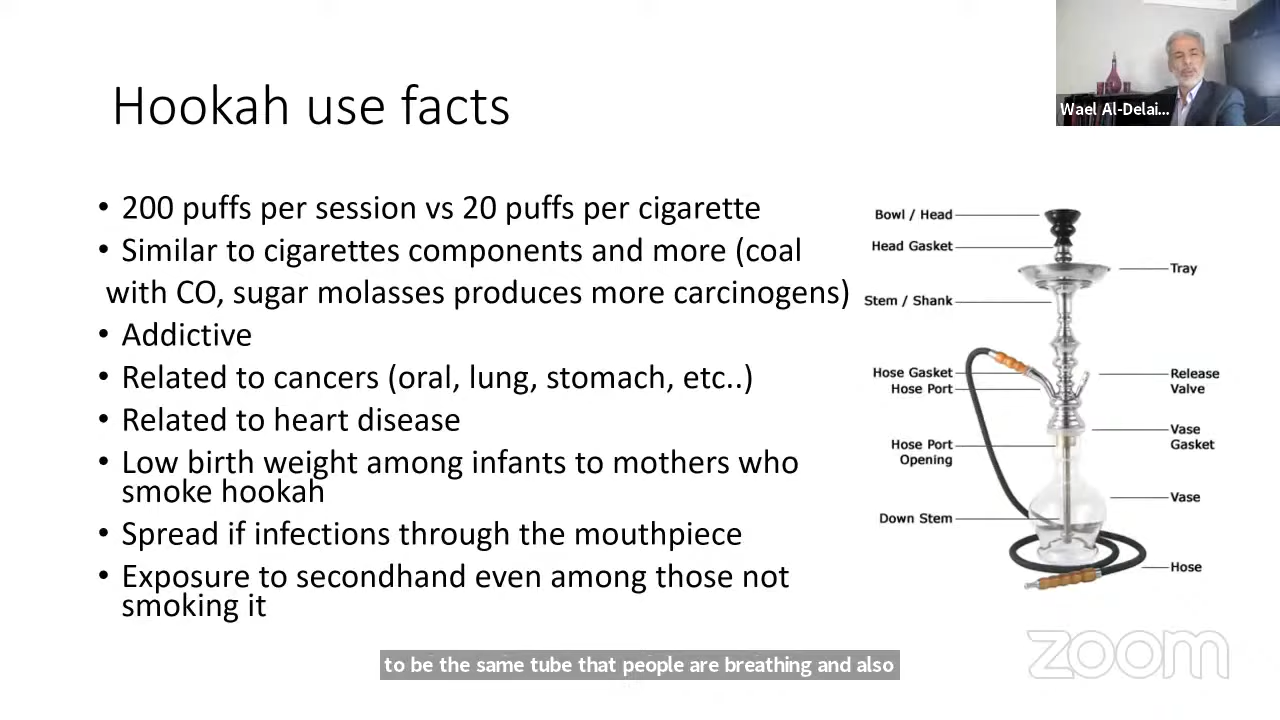 Wael Al-Delai...
Hookah use facts
• 200 puffs per session vs 20 puffs per cigarette
• Similar to cigarettes components and more (coal
with CO, sugar molasses produces more carcinogens)
• Addictive
• Related to cancers (oral, lung, stomach, etc..)
• Related to heart disease
• Low birth weight among infants to mothers who
smoke hookah
• Spread if infections through the mouthpiece
• Exposure to secondhand even among those not
smoking it
Bowl / Head
Head Gasket
Tray
Stem / Shank
Hose Gasket
Hose Port
Release
Valve
Vase
Gasket
Hose Port
Opening
Vase
Down Stem
Hose
to be the same tube that people are breathing and also
zoom